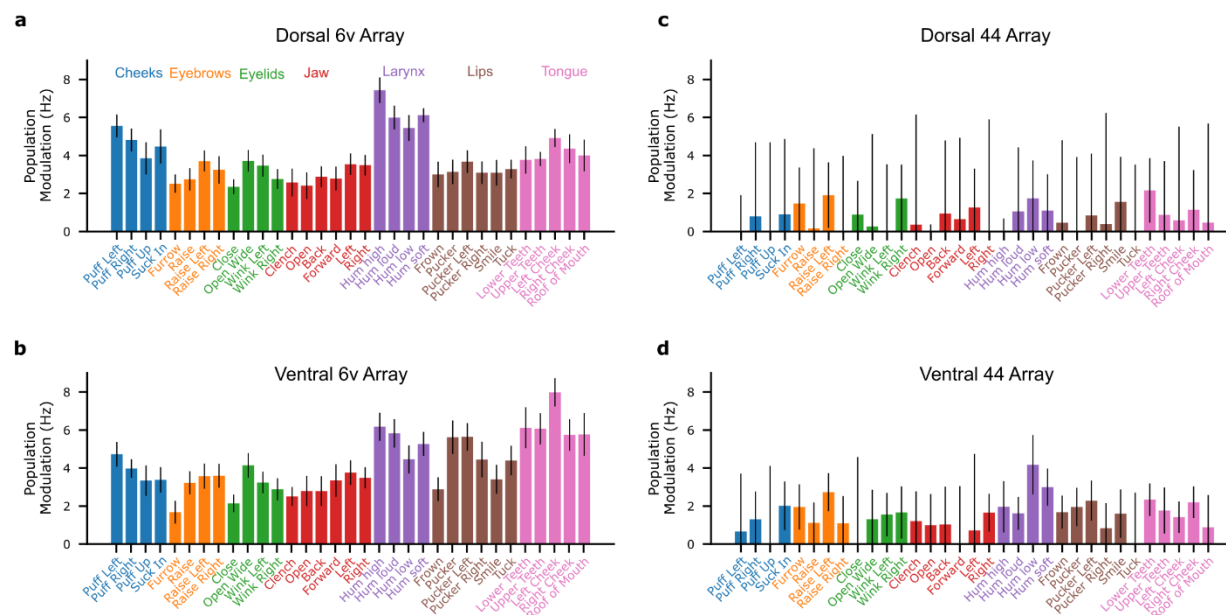 a
Dorsal 6v Array
Cheeks Eyebrows Eyelids Jaw Larynx Lips Tongue
Population
Modulation (Hz)
8
6
4
2
0
Puff Left
Puff Right
Puff Up
Suck In
Furrow
Raise
Raise Left
Raise Right
Close
Open Wide
Wink Left
Wink Right
Clench
Open
Back
Forward
Left
Right
Hum high
Hum loud
Hum low
Hum soft
Frown
Pucker
Pucker Left
Pucker Right
Smile
Tuck
Lower Teeth
Upper Teeth
Left Cheek
Right Cheek
Roof of Mouth
b
Ventral 6v Array
Population
Modulation (Hz)
8
6
4
2
0
Puff Left
Puff Right
Puff Up
Suck In
Furrow
Raise
Raise Left
Raise Right
Close
Open Wide
Wink Left
Wink Right
Clench
Open
Back
Forward
Left
Right
Hum high
Hum loud
Hum low
Hum soft
Frown
Pucker
Pucker Left
Pucker Right
Smile
Tuck
Lower Teeth
Upper Teeth
Left Cheek
Right Cheek
Roof of Mouth
c
Dorsal 44 Array
Population
Modulation (Hz)
8
6
4
2
0
Puff Left
Puff Right
Puff Up
Suck In
Furrow
Raise
Raise Left
Raise Right
Close
Open Wide
Wink Left
Wink Right
Clench
Open
Back
Forward
Left
Right
Hum high
Hum loud
Hum low
Hum soft
Frown
Pucker
Pucker Left
Pucker Right
Smile
Tuck
Lower Teeth
Upper Teeth
Left Cheek
Right Cheek
Roof of Mouth
d
Ventral 44 Array
Population
Modulation (Hz)
8
6
4
2
0
Puff Left
Puff Right
Puff Up
Suck In
Furrow
Raise
Raise Left
Raise Right
Close
Open Wide
Wink Left
Wink Right
Clench
Open
Back
Forward
Left
Right
Hum high
Hum loud
Hum low
Hum soft
Frown
Pucker
Pucker Left
Pucker Right
Smile
Tuck
Lower Teeth
Upper Teeth
Left Cheek
Right Cheek
Roof of Mouth